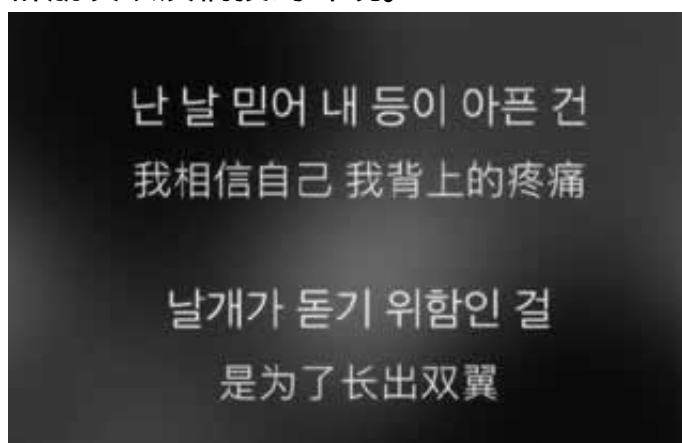 난 날 믿어 내 등이 아픈 건
我相信自己 我背上的疼痛
날개가 돋기 위함인 걸
是为了长出双翼